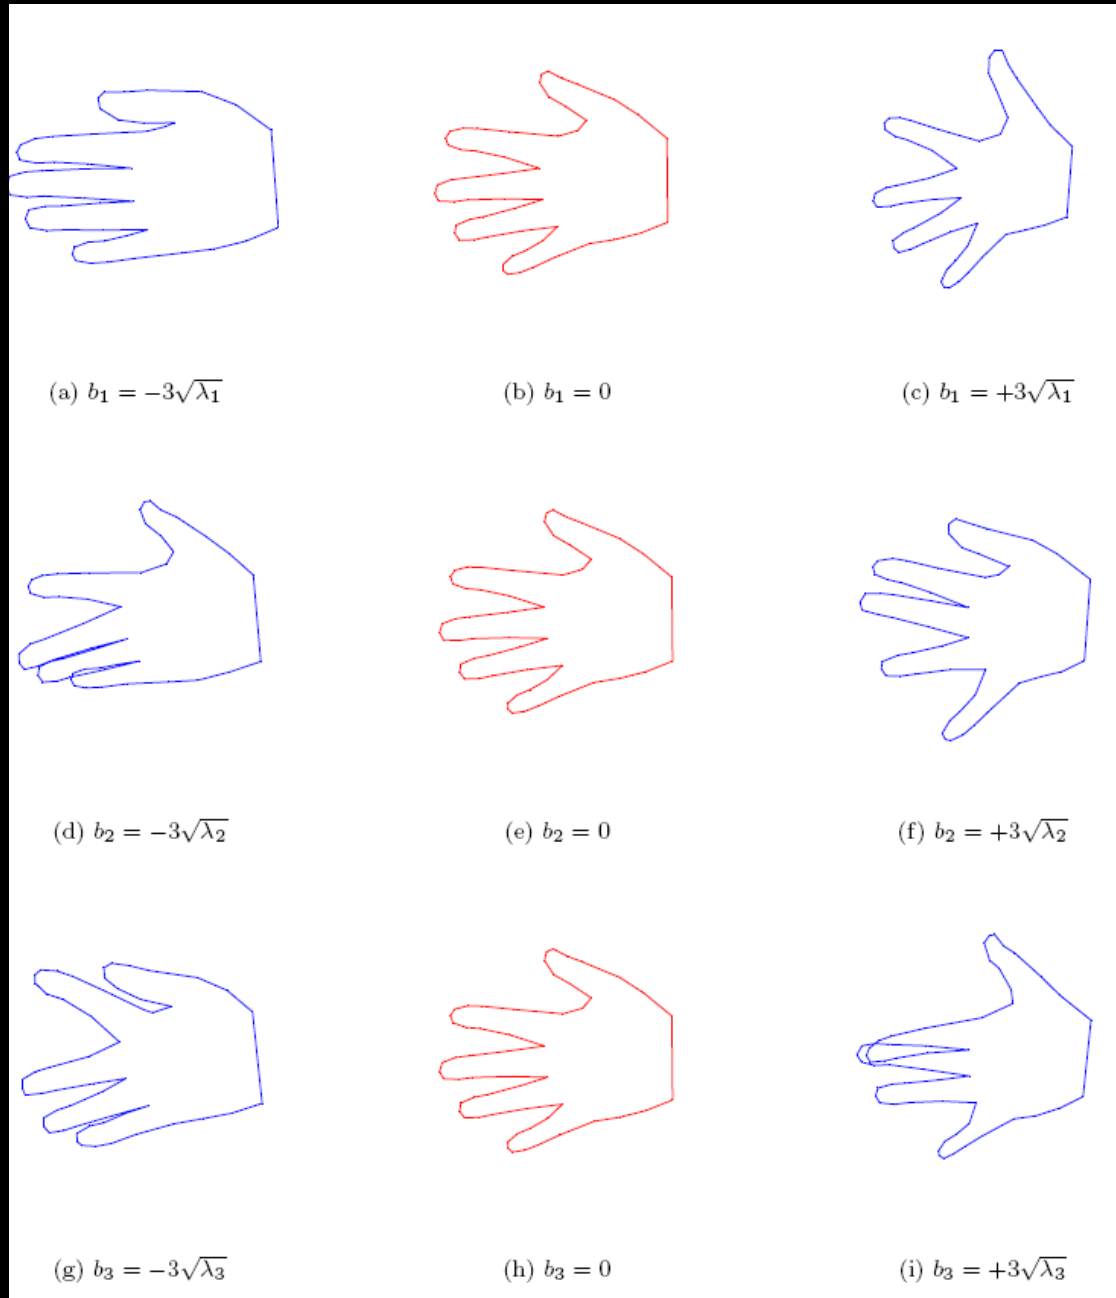 (a) b₁ = −3√λ₁ (b) b₁ = 0 (c) b₁ = +3√λ₁
(d) b₂ = −3√λ₂ (e) b₂ = 0 (f) b₂ = +3√λ₂
(g) b₃ = −3√λ₃ (h) b₃ = 0 (i) b₃ = +3√λ₃